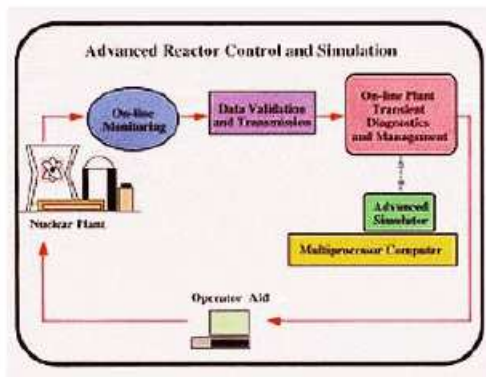 Advanced Reactor Control and Simulation
On-line
Monitoring
Data Validation
and Transmission
On-line Plant
Transient
Diagnostics
and Management
Nuclear Plant
Advanced
Simulator
Multiprocessor Computer
Operator Aid